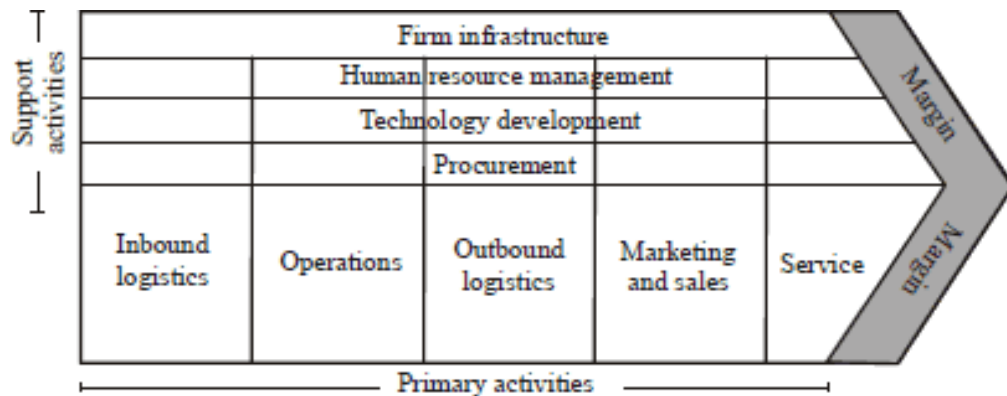 Support
activities
Firm infrastructure
Human resource management
Technology development
Procurement
Inbound
logistics
Operations
Outbound
logistics
Marketing
and sales
Service
Margin
Margin
Primary activities